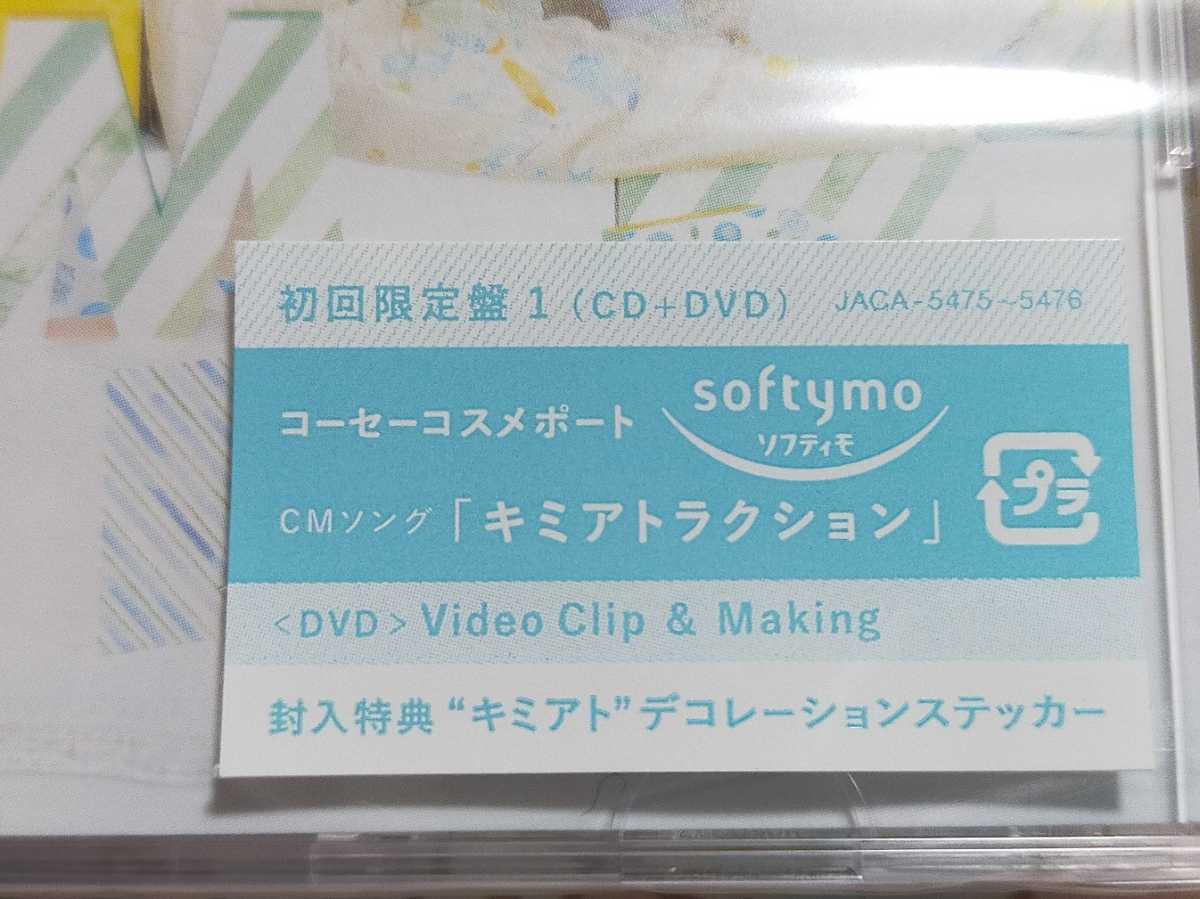 初回限定盤1(CD+DVD) JACA-5475~5476
コーセーコスメポート
softymo
ソフティモ
CMソング「キミアトラクション」
プラ
<DVD> Video Clip & Making
封入特典“キミアト”デコレーションステッカー